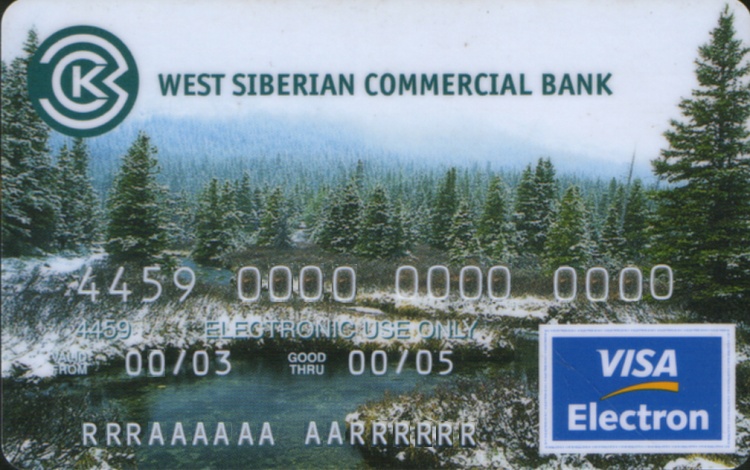 WEST SIBERIAN COMMERCIAL BANK
4459 0000 0000 0000
4459 ELECTRONIC USE ONLY
VALID FROM 00/03 GOOD THRU 00/05
RRRAAAAAA AARRRRRR
VISA
Electron